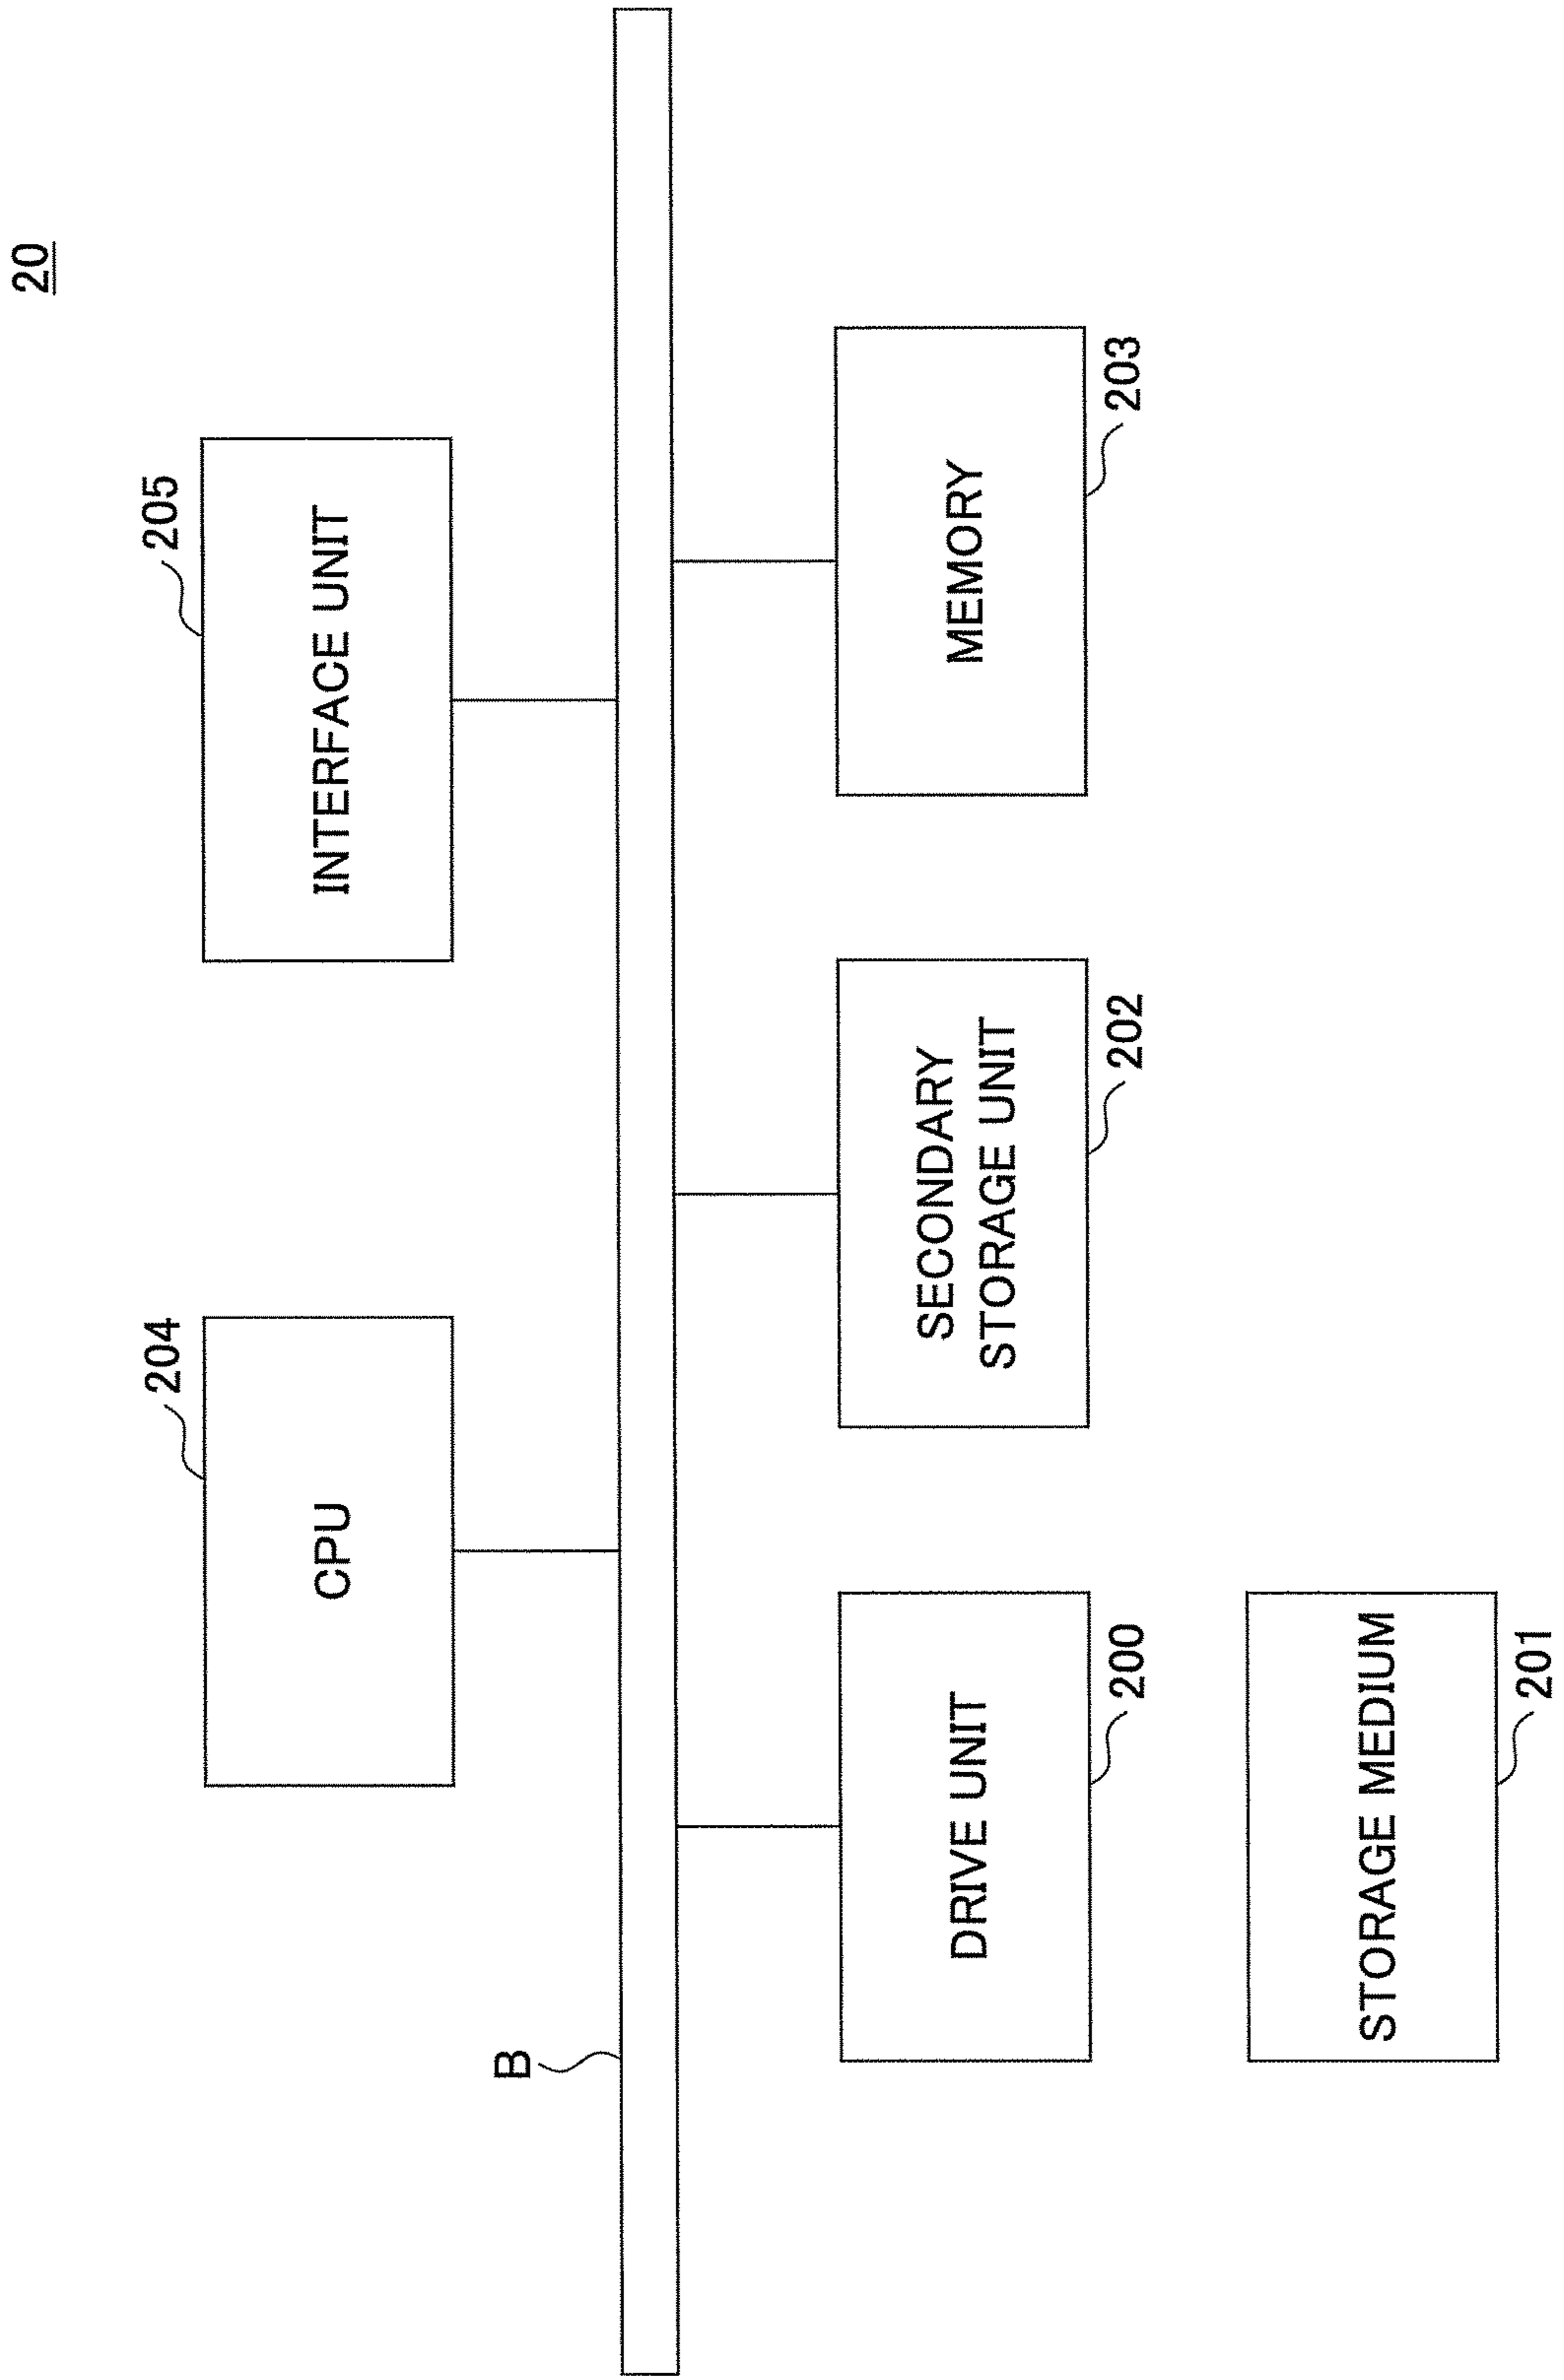 20
204
CPU
205
INTERFACE UNIT
B
DRIVE UNIT
200
SECONDARY
STORAGE UNIT
202
MEMORY
203
STORAGE MEDIUM
201